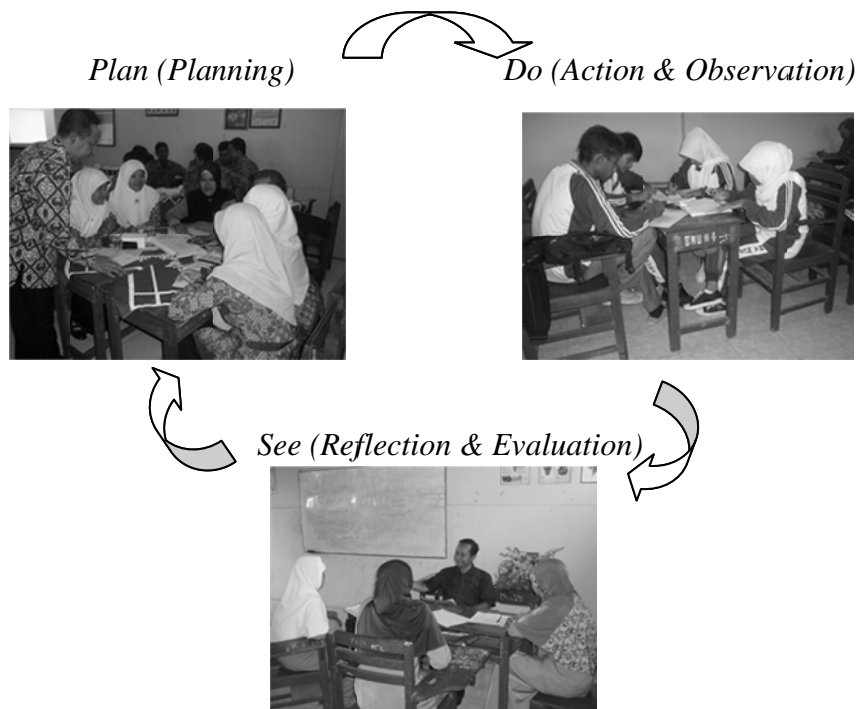 Plan (Planning)
Do (Action & Observation)
See (Reflection & Evaluation)